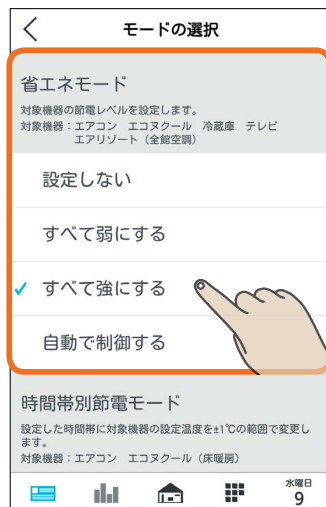 モードの選択
省エネモード
対象機器の節電レベルを設定します。
対象機器：エアコン　エコヌクール　冷蔵庫　テレビ
エアリゾート（全館空調）
設定しない
すべて弱にする
すべて強にする
自動で制御する
時間帯別節電モード
設定した時間帯に対象機器の設定温度を±1℃の範囲で変更し
ます。
対象機器：エアコン　エコヌクール（床暖房）
水曜日
9